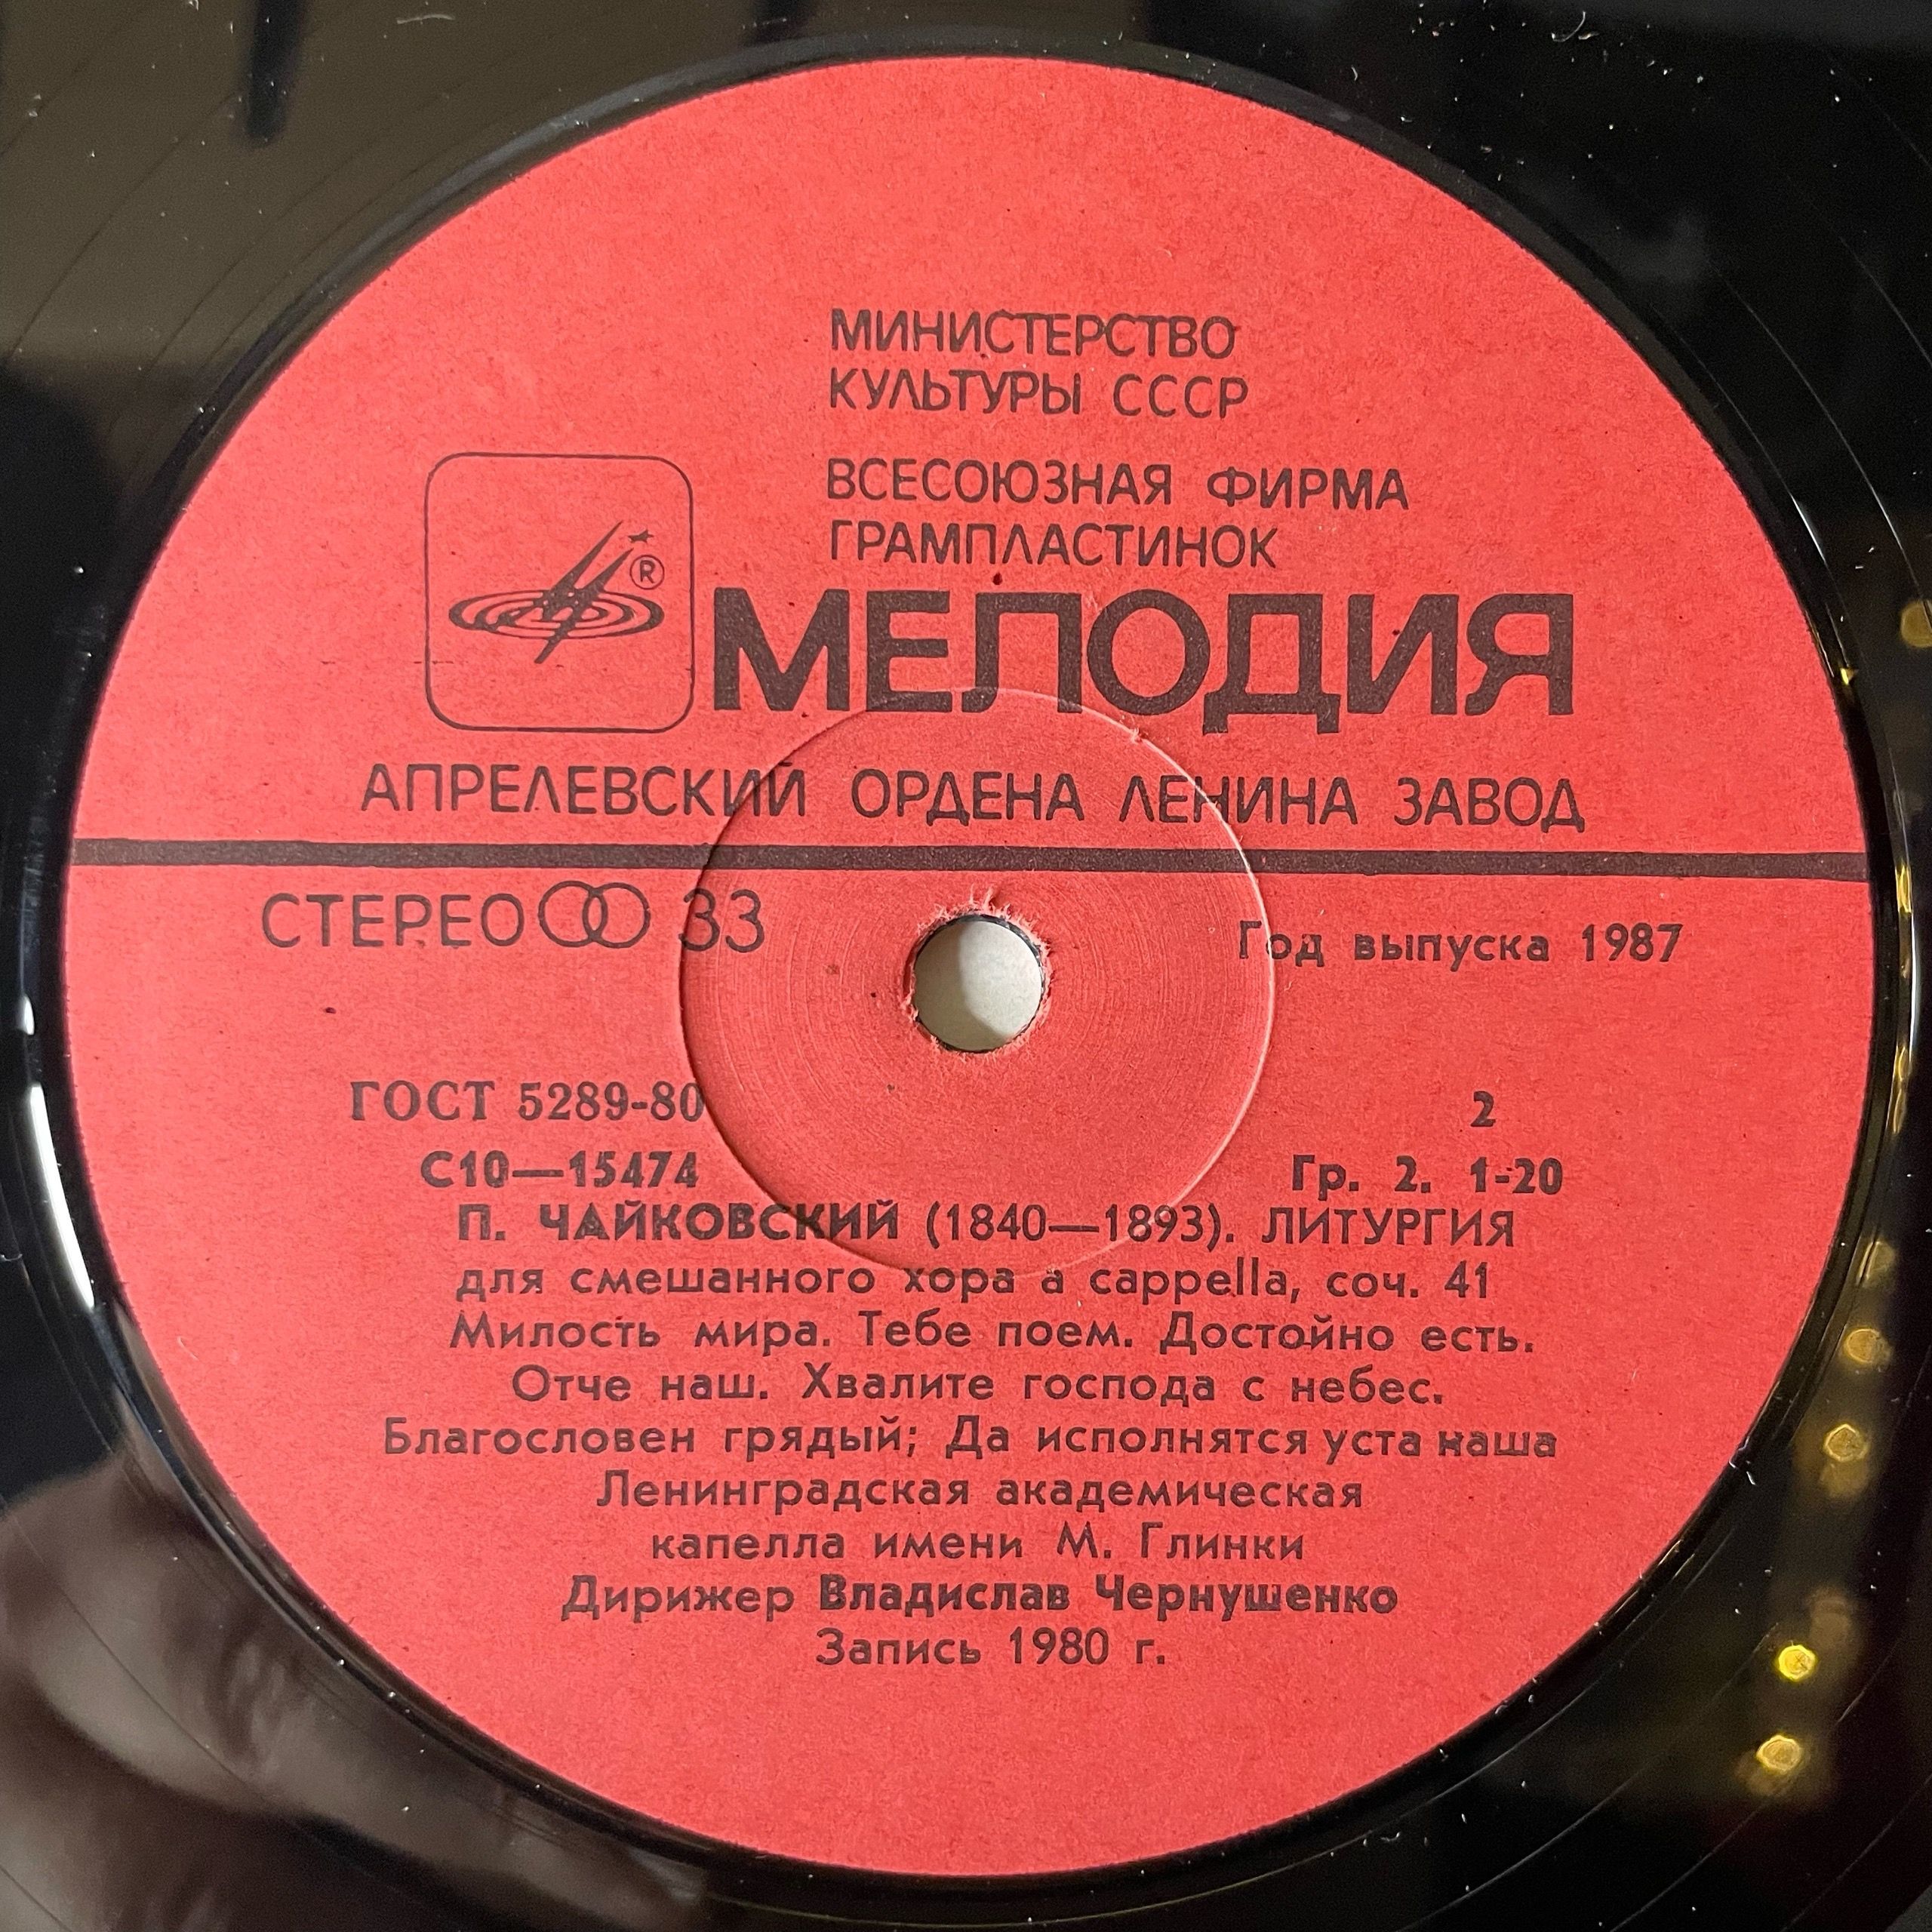 МИНИСТЕРСТВО
КУЛЬТУРЫ СССР
ВСЕСОЮЗНАЯ ФИРМА
ГРАМПЛАСТИНОК
®
МЕЛОДИЯ
АПРЕЛЕВСКИЙ ОРДЕНА ЛЕНИНА ЗАВОД
СТЕРЕО 33
Год выпуска 1987
ГОСТ 5289-80 2
С10—15474 Гр. 2. 1-20
П. ЧАЙКОВСКИЙ (1840—1893). ЛИТУРГИЯ
для смешанного хора a cappella, соч. 41
Милость мира. Тебе поем. Достойно есть.
Отче наш. Хвалите господа с небес.
Благословен грядый; Да исполнятся уста наша
Ленинградская академическая
капелла имени М. Глинки
Дирижер Владислав Чернушенко
Запись 1980 г.